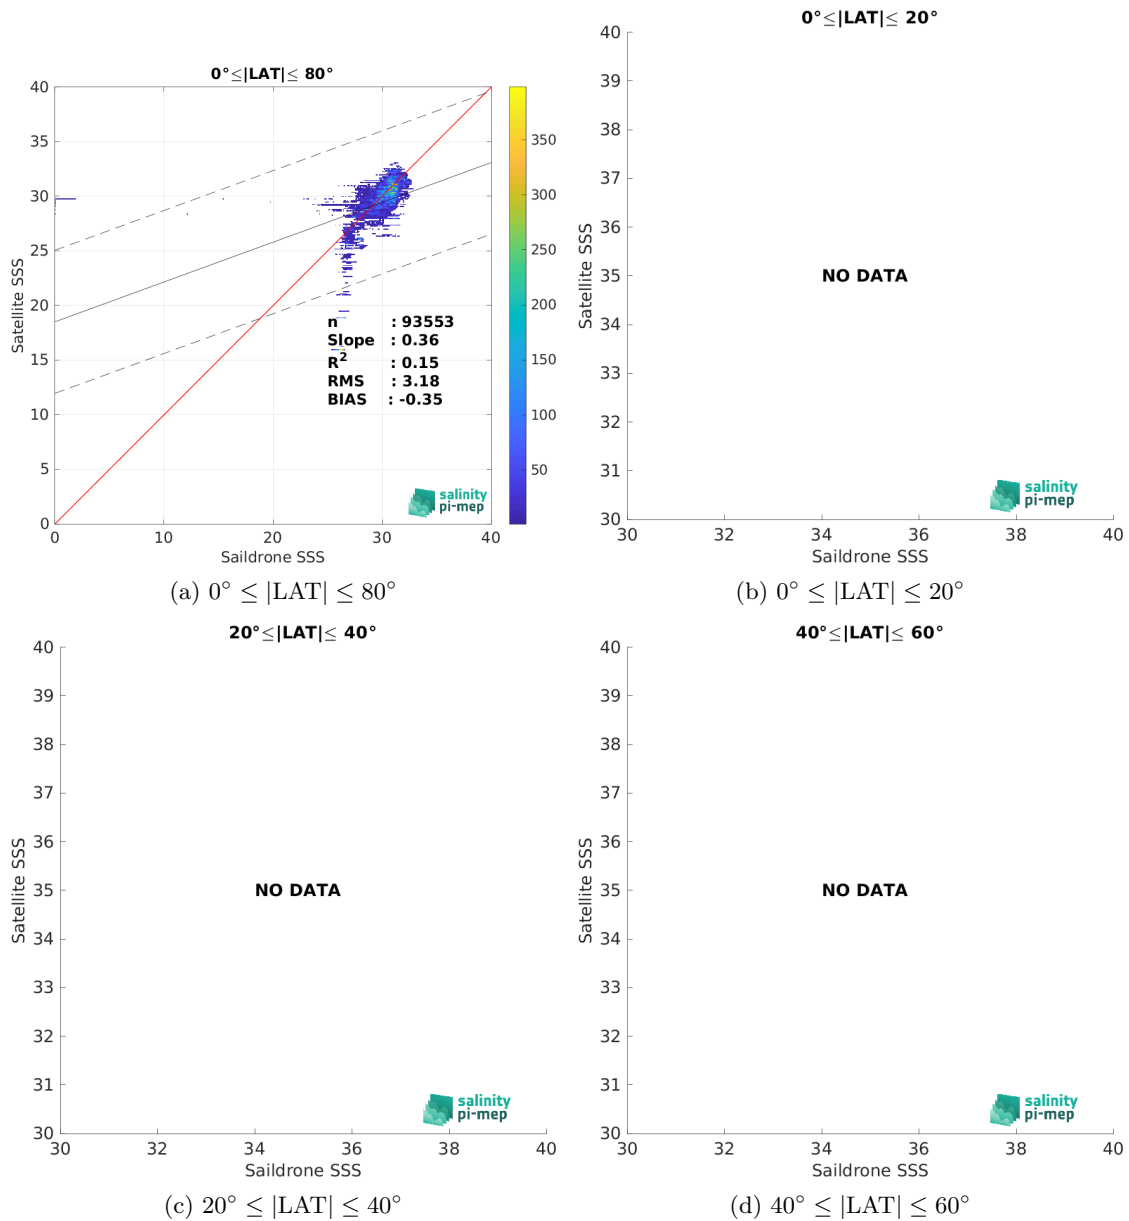 0°≤|LAT|≤ 80°
40
35
30
25
20
15
10
5
0
0
10
20
30
40
Satellite SSS
Saildrone SSS
n : 93553
Slope : 0.36
R2 : 0.15
RMS : 3.18
BIAS : -0.35
350
300
250
200
150
100
50
salinity
pi-mep
(a) 0° ≤ |LAT| ≤ 80°
0°≤|LAT|≤ 20°
40
39
38
37
36
35
34
33
32
31
30
30
32
34
36
38
40
Satellite SSS
Saildrone SSS
NO DATA
salinity
pi-mep
(b) 0° ≤ |LAT| ≤ 20°
20°≤|LAT|≤ 40°
40
39
38
37
36
35
34
33
32
31
30
30
32
34
36
38
40
Satellite SSS
Saildrone SSS
NO DATA
salinity
pi-mep
(c) 20° ≤ |LAT| ≤ 40°
40°≤|LAT|≤ 60°
40
39
38
37
36
35
34
33
32
31
30
30
32
34
36
38
40
Satellite SSS
Saildrone SSS
NO DATA
salinity
pi-mep
(d) 40° ≤ |LAT| ≤ 60°